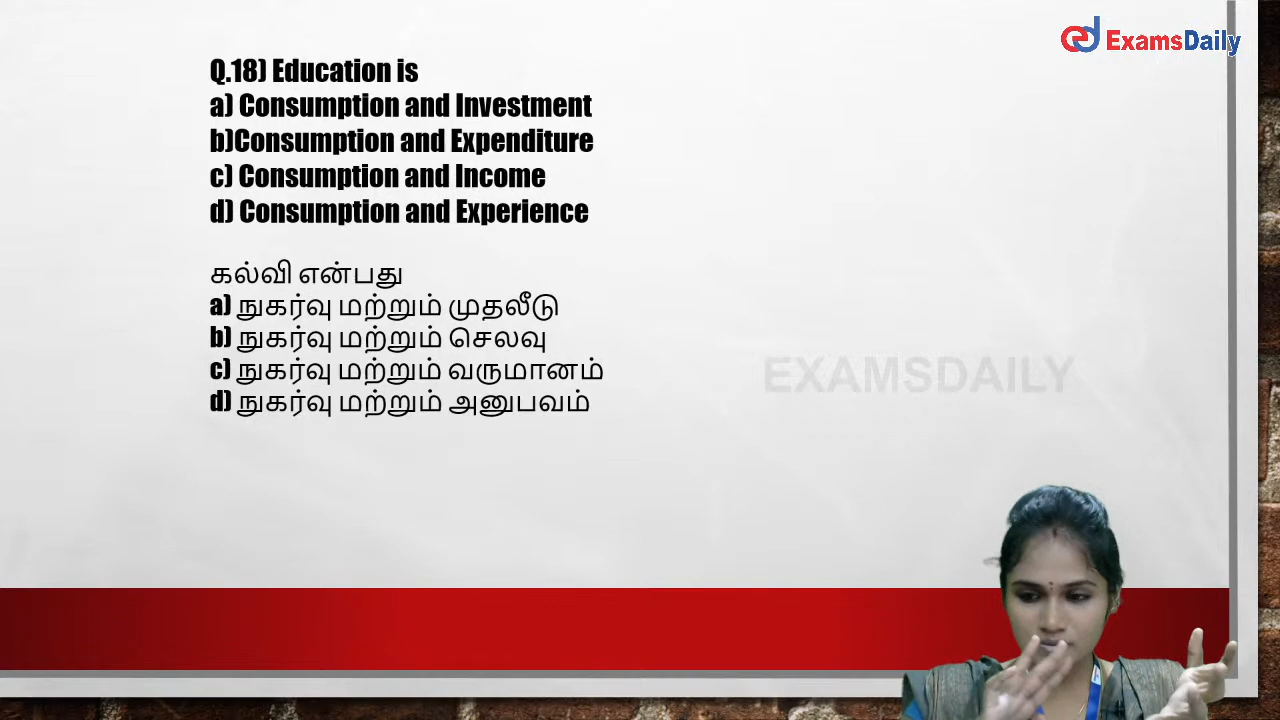 ExamsDaily
Q.18) Education is
a) Consumption and Investment
b)Consumption and Expenditure
c) Consumption and Income
d) Consumption and Experience
கல்வி என்பது
a) நுகர்வு மற்றும் முதலீடு
b) நுகர்வு மற்றும் செலவு
c) நுகர்வு மற்றும் வருமானம்
d) நுகர்வு மற்றும் அனுபவம்
EXAMSDAILY